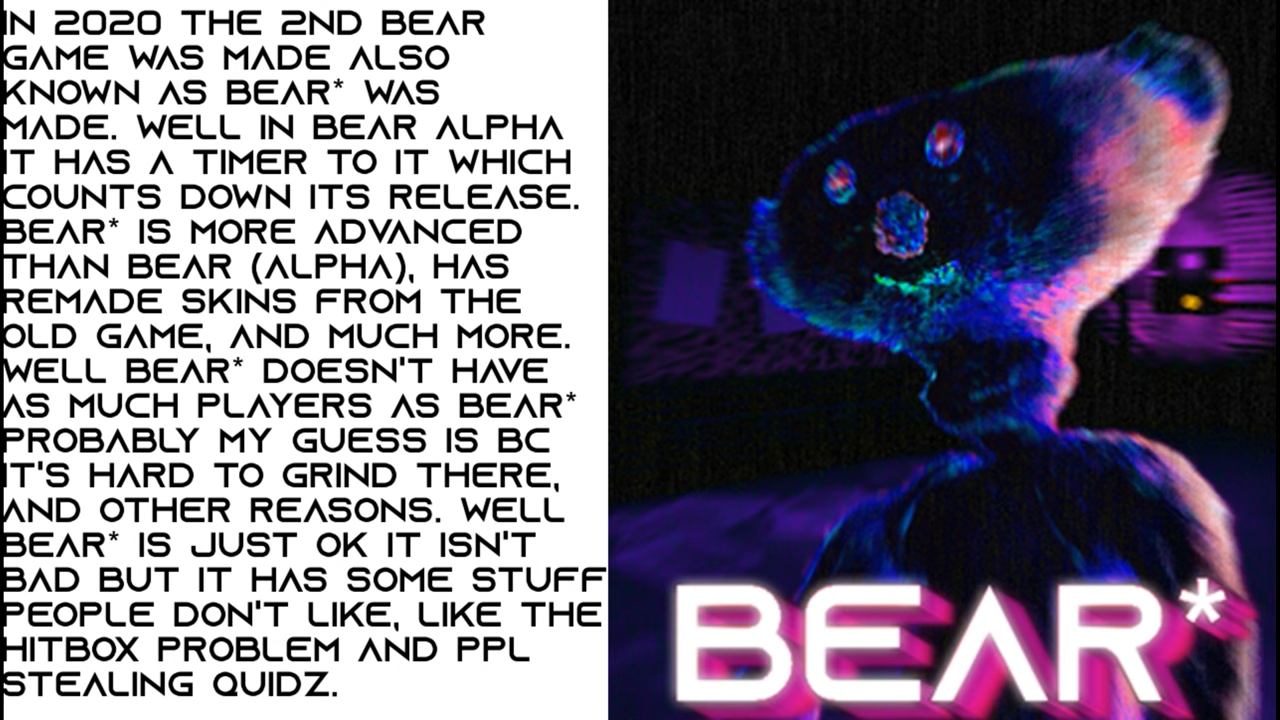 IN 2020 THE 2ND BEAR
GAME WAS MADE ALSO
KNOWN AS BEAR* WAS
MADE. WELL IN BEAR ALPHA
IT HAS A TIMER TO IT WHICH
COUNTS DOWN ITS RELEASE.
BEAR* IS MORE ADVANCED
THAN BEAR (ALPHA), HAS
REMADE SKINS FROM THE
OLD GAME, AND MUCH MORE.
WELL BEAR* DOESN'T HAVE
AS MUCH PLAYERS AS BEAR*
PROBABLY MY GUESS IS BC
IT'S HARD TO GRIND THERE,
AND OTHER REASONS. WELL
BEAR* IS JUST OK IT ISN'T
BAD BUT IT HAS SOME STUFF
PEOPLE DON'T LIKE, LIKE THE
HITBOX PROBLEM AND PPL
STEALING QUIDZ.
BEAR*